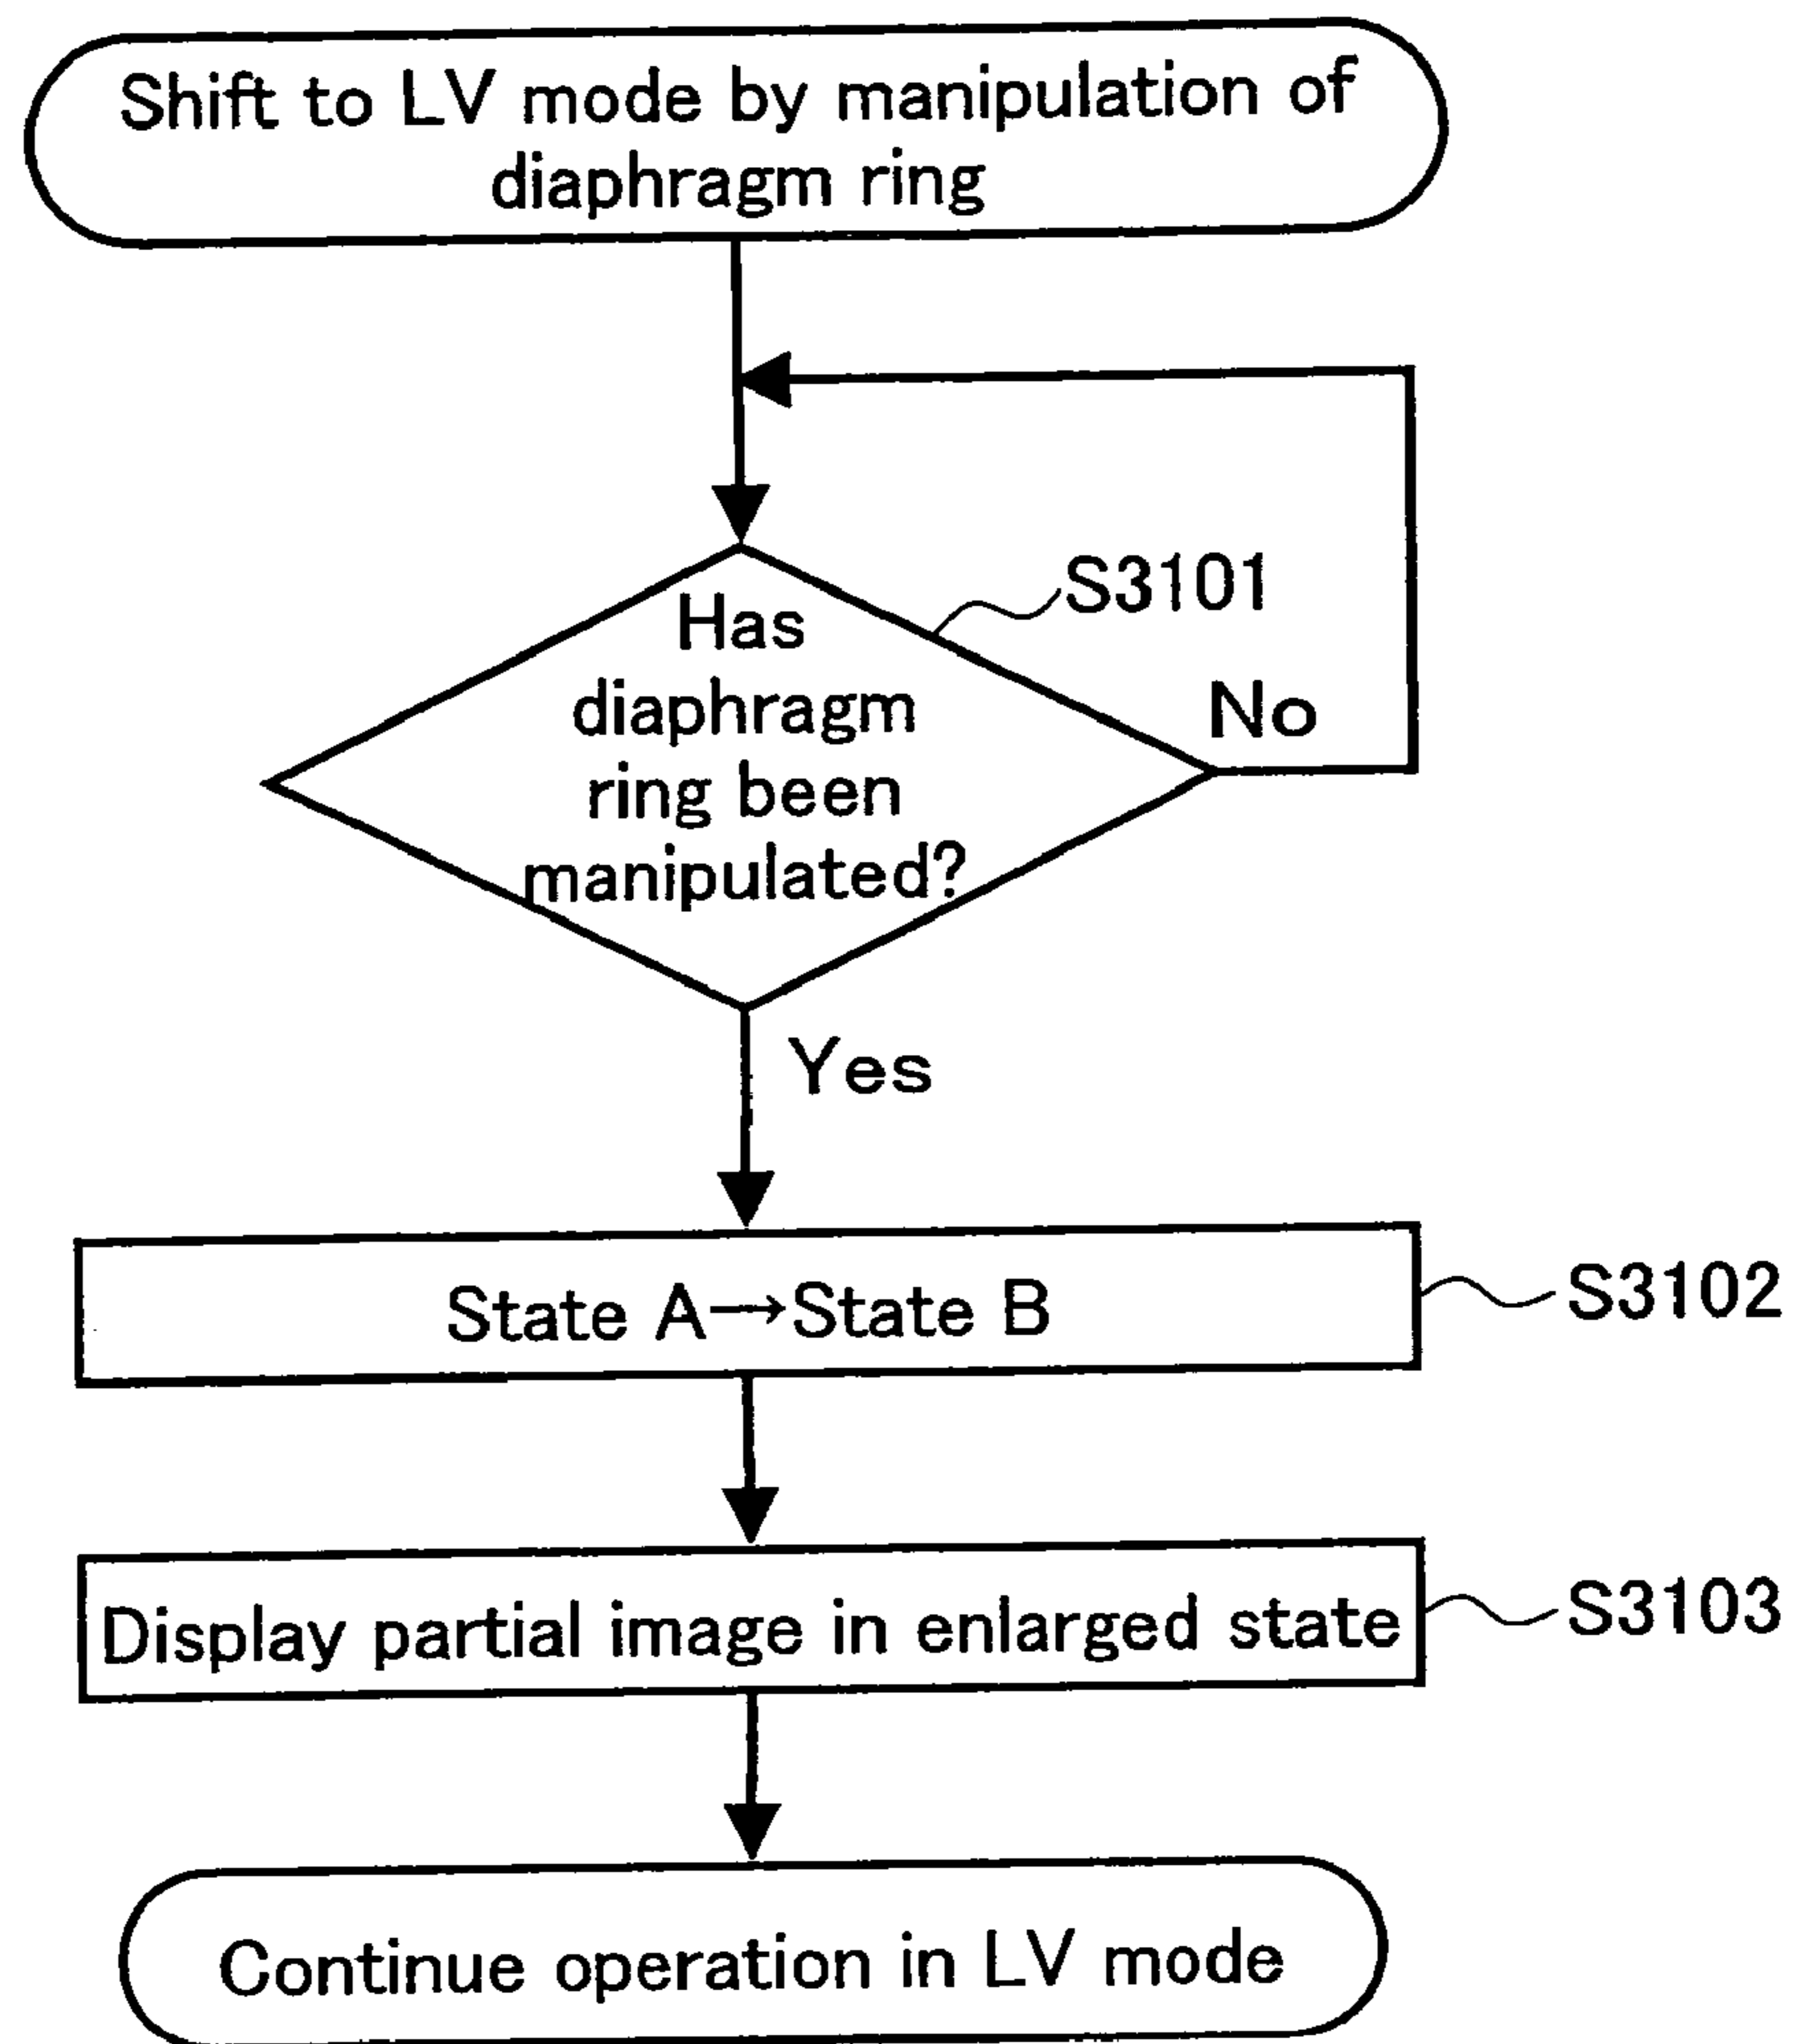 Shift to LV mode by manipulation of
diaphragm ring
Has
diaphragm
ring been
manipulated?
S3101
No
Yes
State A→State B
S3102
Display partial image in enlarged state
S3103
Continue operation in LV mode